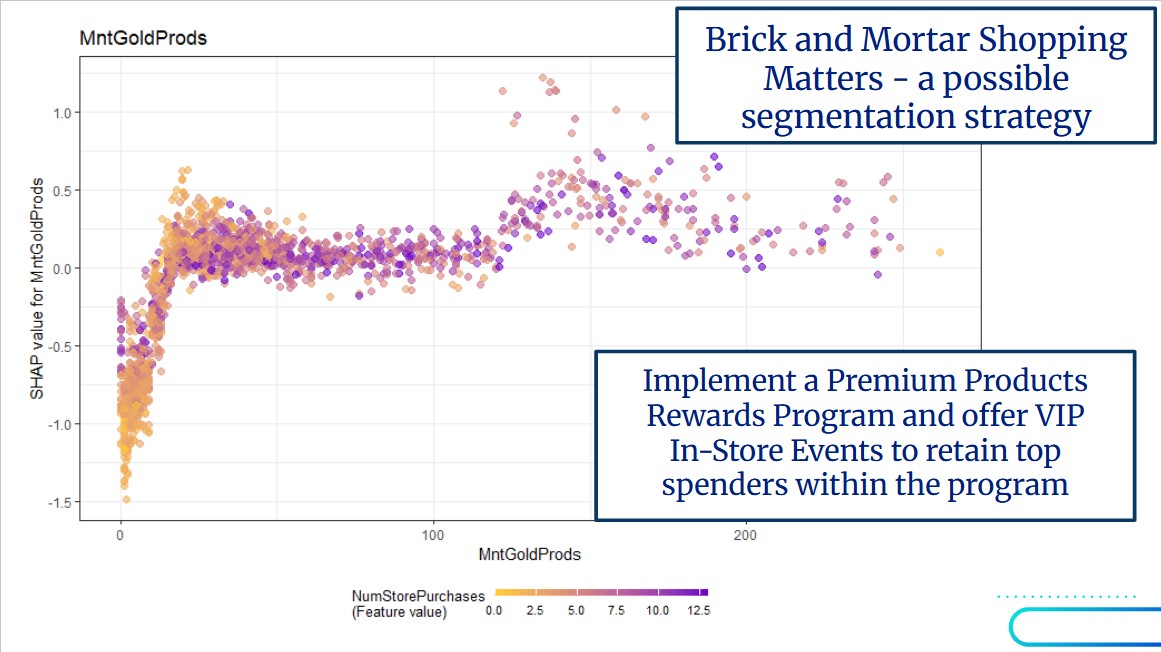 MntGoldProds
Brick and Mortar Shopping
Matters - a possible
segmentation strategy
SHAP value for MntGoldProds
1.0
0.5
0.0
-0.5
-1.0
-1.5
Implement a Premium Products
Rewards Program and offer VIP
In-Store Events to retain top
spenders within the program
0 100 200
MntGoldProds
NumStorePurchases
(Feature value)
0.0 2.5 5.0 7.5 10.0 12.5